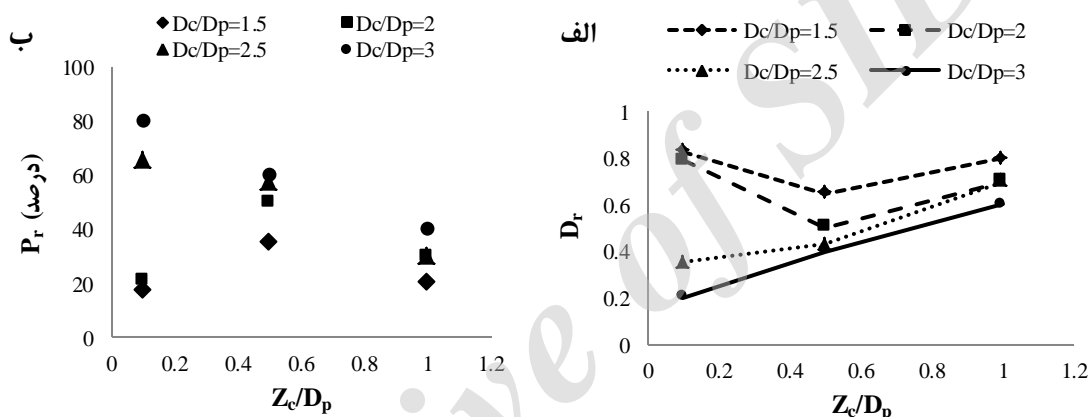 الف
Dc/Dp=1.5
Dc/Dp=2
Dc/Dp=2.5
Dc/Dp=3
1
0.8
0.6
0.4
0.2
0
D_r
0 0.2 0.4 0.6 0.8 1 1.2
Z_c/D_p
ب
Dc/Dp=1.5
Dc/Dp=2
Dc/Dp=2.5
Dc/Dp=3
100
80
60
40
20
0
P_r (درصد)
0 0.2 0.4 0.6 0.8 1 1.2
Z_c/D_p